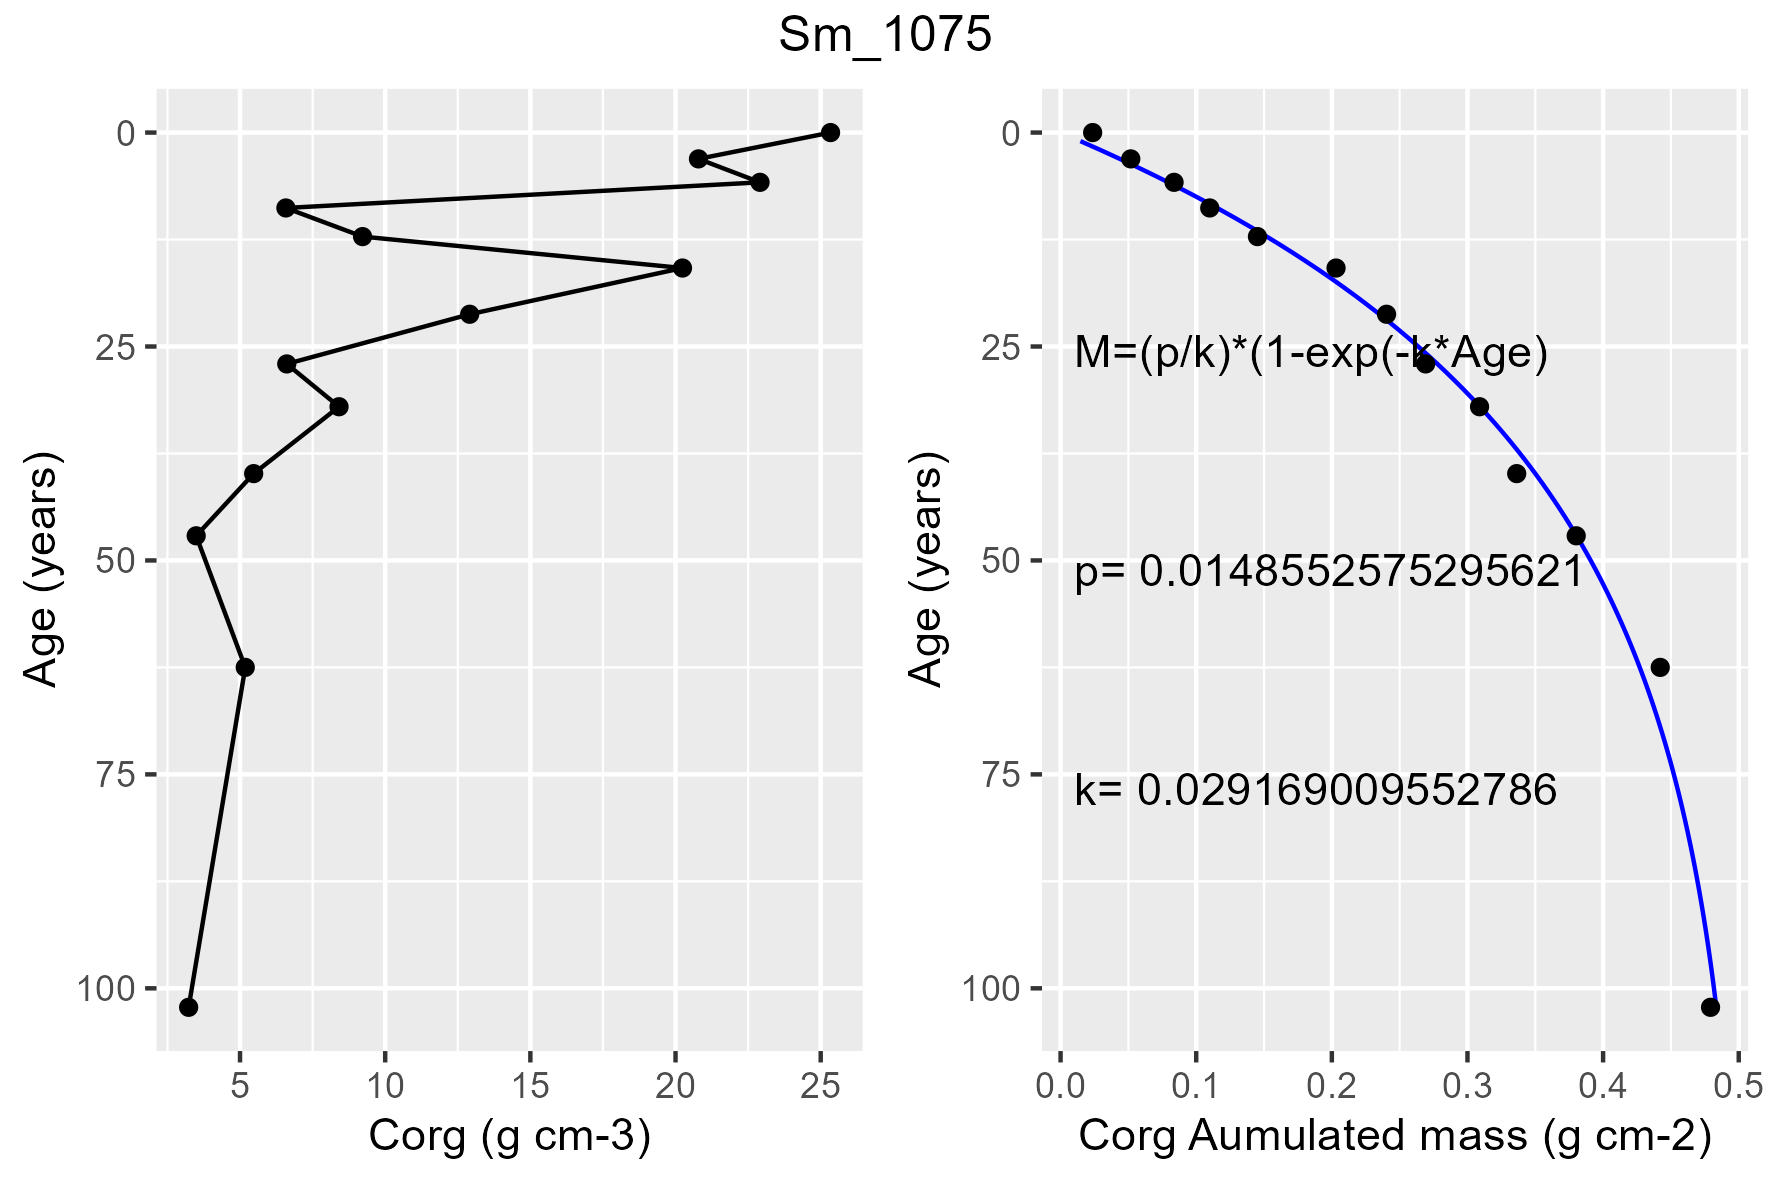 Sm_1075
0
25
50
75
100
Age (years)
5 10 15 20 25
Corg (g cm-3)
0
25
50
75
100
Age (years)
M=(p/k)*(1-exp(-k*Age)
p= 0.0148552575295621
k= 0.029169009552786
0.0 0.1 0.2 0.3 0.4 0.5
Corg Aumulated mass (g cm-2)